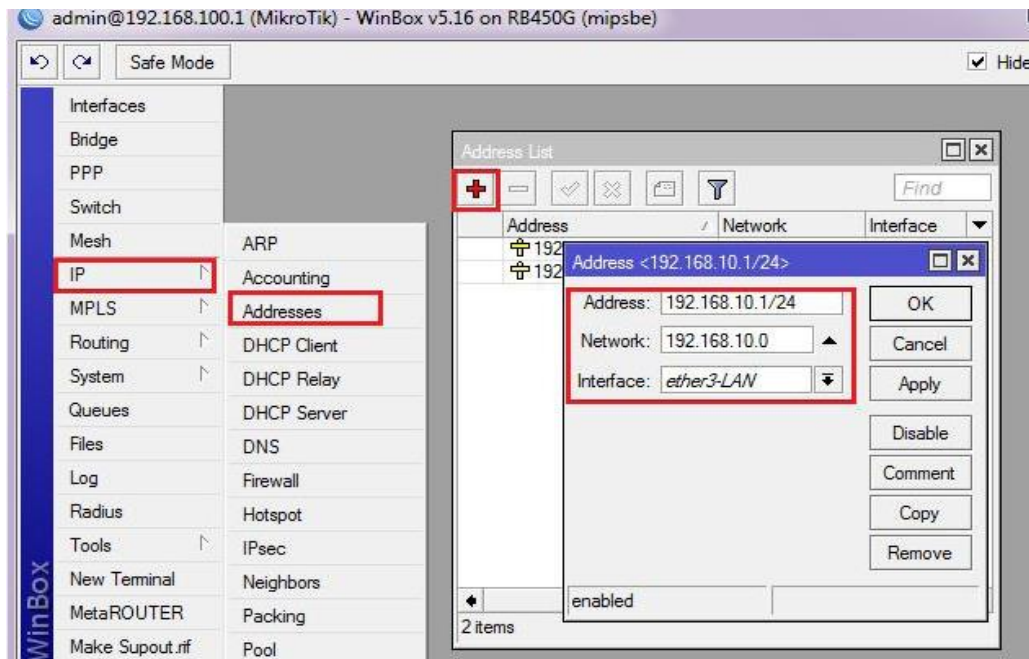 admin@192.168.100.1 (MikroTik) - WinBox v5.16 on RB450G (mipsbe)
Safe Mode
Hide
Interfaces
Bridge
PPP
Switch
Mesh
IP
MPLS
Routing
System
Queues
Files
Log
Radius
Tools
New Terminal
MetaROUTER
Make Supout.rif
WinBox
ARP
Accounting
Addresses
DHCP Client
DHCP Relay
DHCP Server
DNS
Firewall
Hotspot
IPsec
Neighbors
Packing
Pool
Address List
Find
Address Network Interface
192
192
2 items
Address <192.168.10.1/24>
Address: 192.168.10.1/24
Network: 192.168.10.0
Interface: ether3-LAN
OK
Cancel
Apply
Disable
Comment
Copy
Remove
enabled